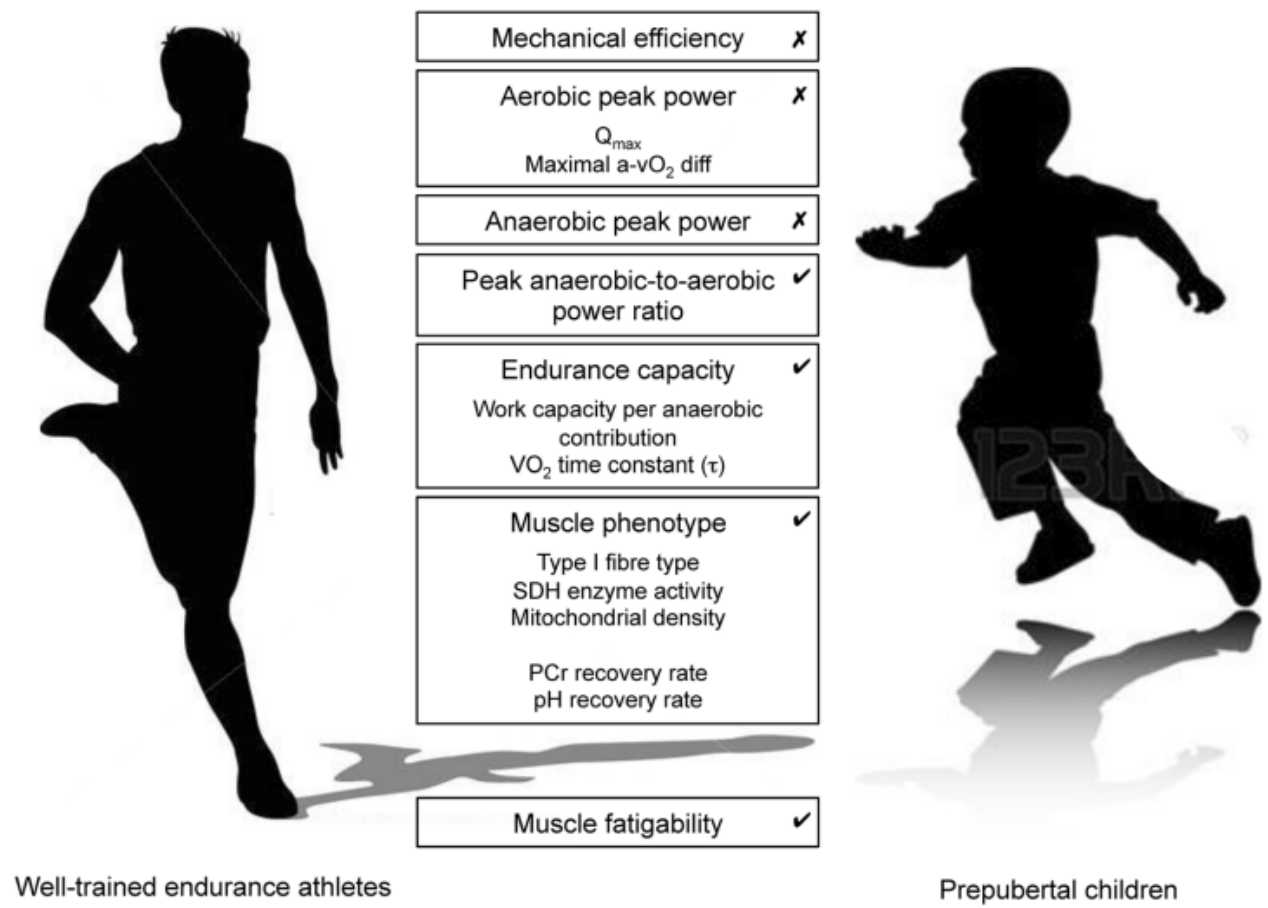 Mechanical efficiency ✗
Aerobic peak power ✗
Qmax
Maximal a-vO₂ diff
Anaerobic peak power ✗
Peak anaerobic-to-aerobic ✔
power ratio
Endurance capacity ✔
Work capacity per anaerobic
contribution
VO₂ time constant (τ)
Muscle phenotype ✔
Type I fibre type
SDH enzyme activity
Mitochondrial density
PCr recovery rate
pH recovery rate
Muscle fatigability ✔
Well-trained endurance athletes
Prepubertal children